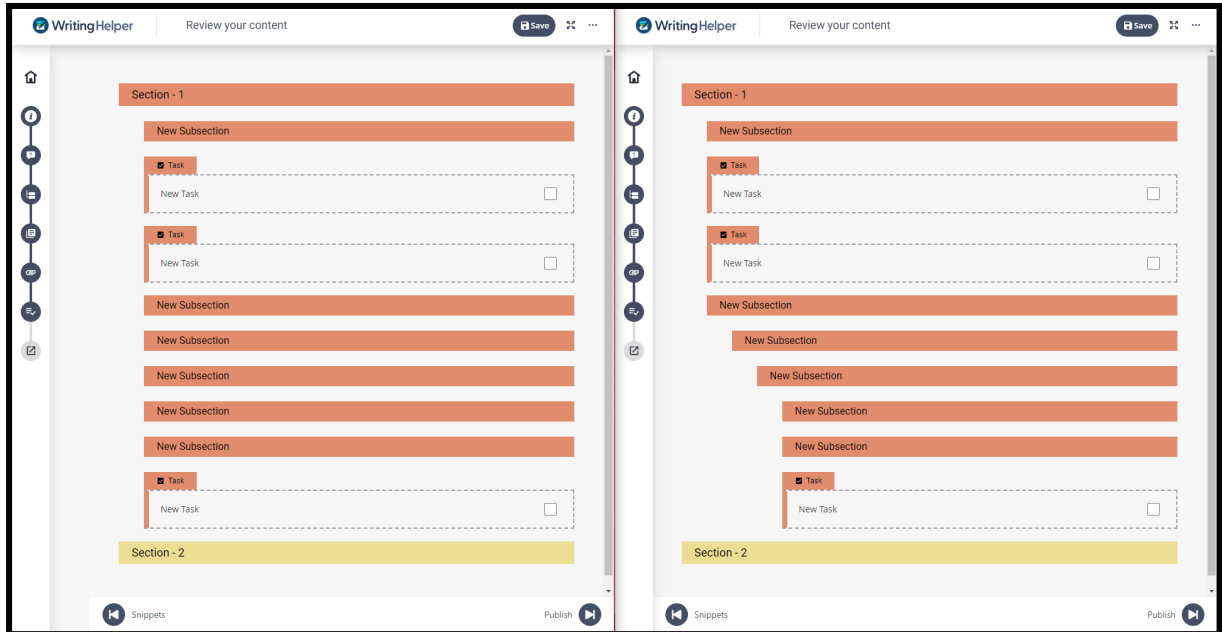 WritingHelper Review your content Save
Section - 1
New Subsection
Task
New Task
Task
New Task
New Subsection
New Subsection
New Subsection
New Subsection
New Subsection
Task
New Task
Section - 2
Snippets Publish
WritingHelper Review your content Save
Section - 1
New Subsection
Task
New Task
Task
New Task
New Subsection
New Subsection
New Subsection
New Subsection
New Subsection
Task
New Task
Section - 2
Snippets Publish